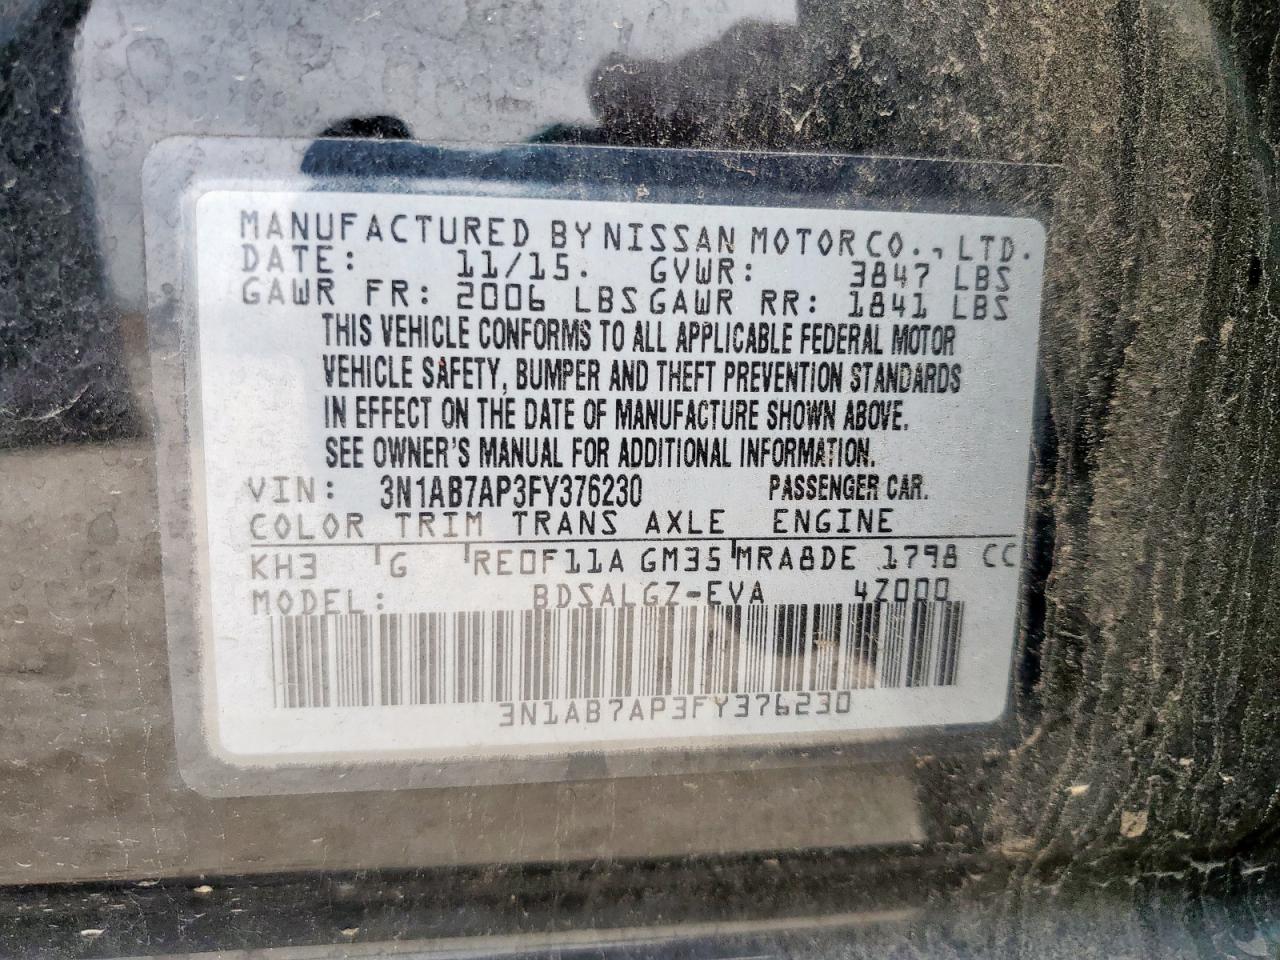 MANUFACTURED BY NISSAN MOTOR CO., LTD.
DATE: 11/15. GVWR: 3847 LBS
GAWR FR: 2006 LBS GAWR RR: 1841 LBS
THIS VEHICLE CONFORMS TO ALL APPLICABLE FEDERAL MOTOR
VEHICLE SAFETY, BUMPER AND THEFT PREVENTION STANDARDS
IN EFFECT ON THE DATE OF MANUFACTURE SHOWN ABOVE.
SEE OWNER'S MANUAL FOR ADDITIONAL INFORMATION.
VIN: 3N1AB7AP3FY376230 PASSENGER CAR.
COLOR TRIM TRANS AXLE ENGINE
KH3 G RE0F11A GM35 MRA8DE 1798 CC
MODEL: BDSALGZ-EVA 4Z000
3N1AB7AP3FY376230